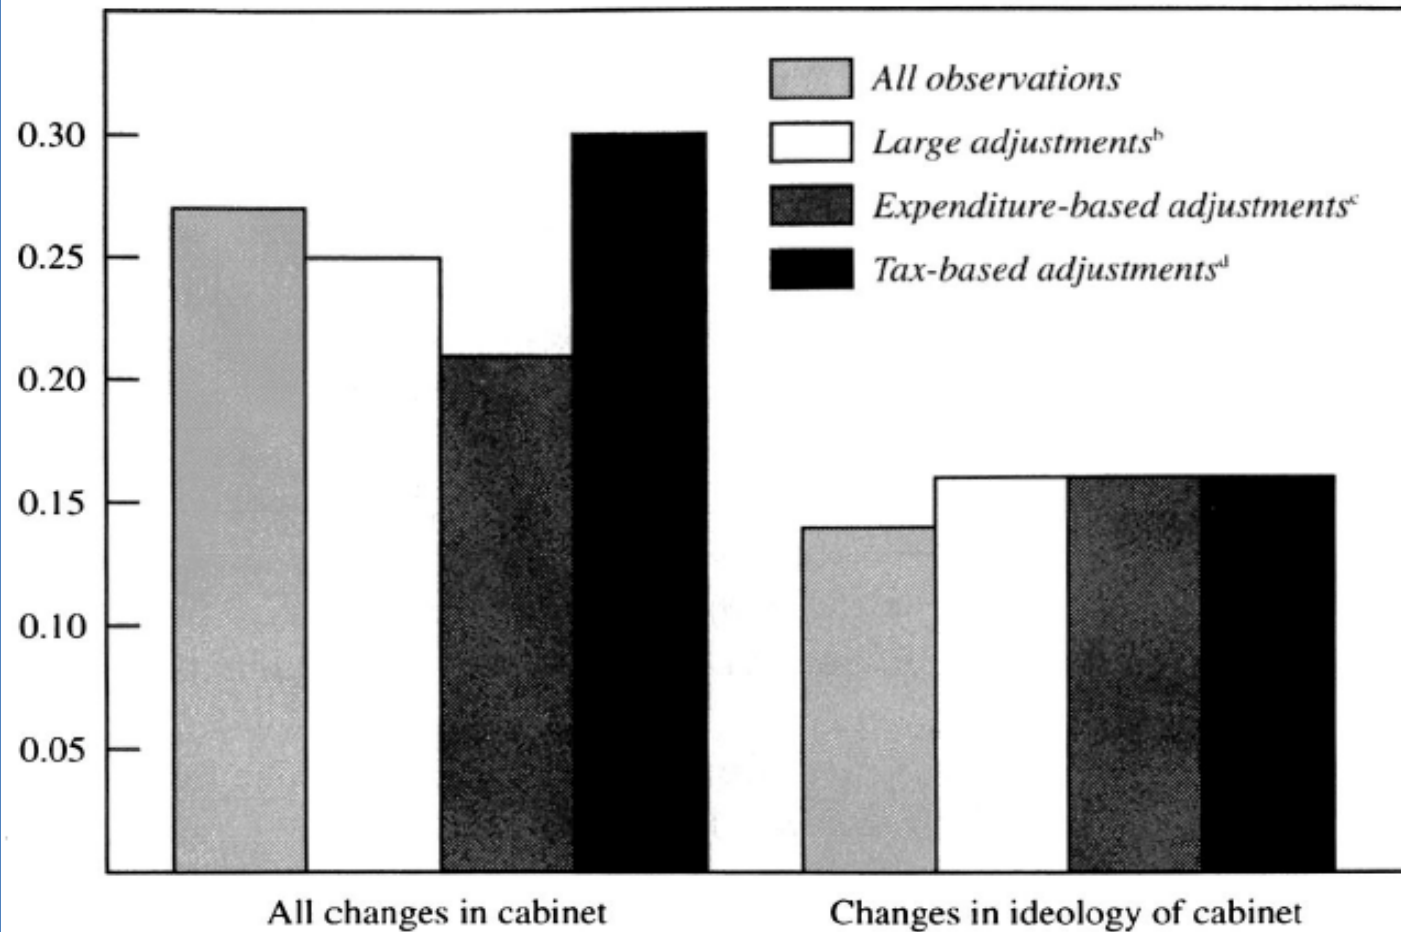 All observations
Large adjustmentsᵇ
Expenditure-based adjustmentsᶜ
Tax-based adjustmentsᵈ
0.30
0.25
0.20
0.15
0.10
0.05
All changes in cabinet
Changes in ideology of cabinet